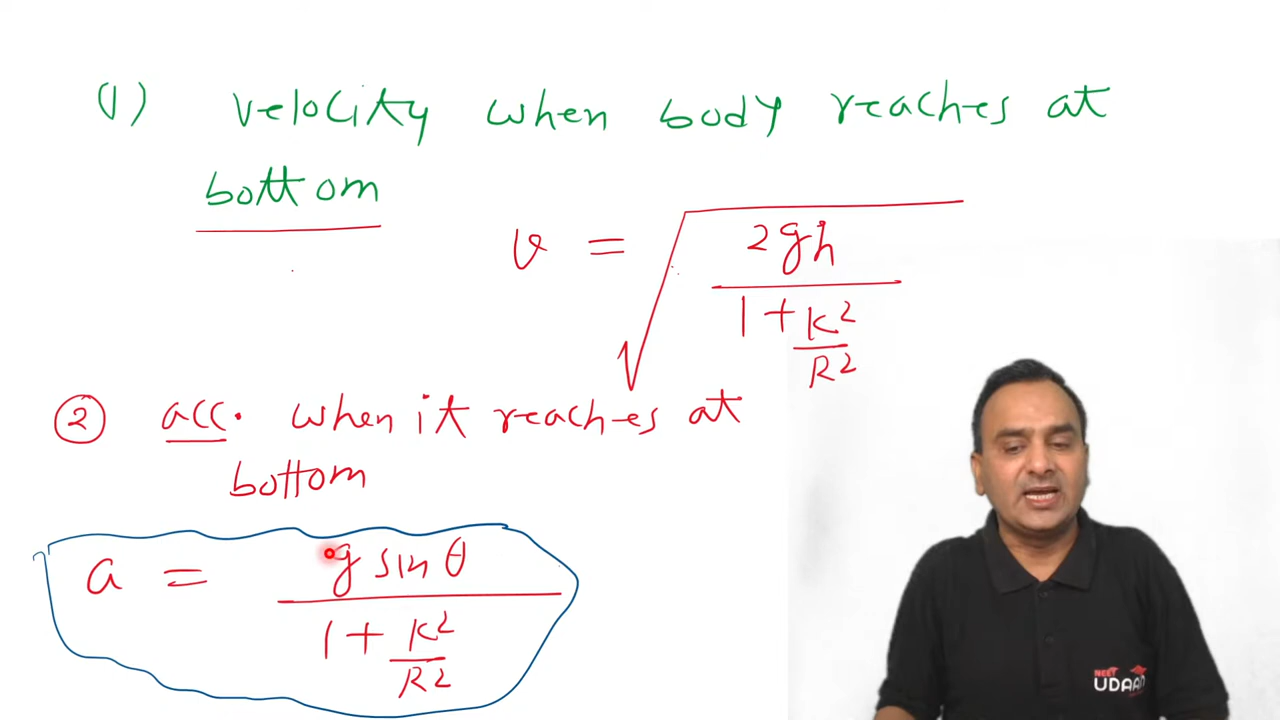 (1) velocity when body reaches at
bottom
v = √(2gh / (1 + K²/R²))
② acc. when it reaches at
bottom
a = g sin θ / (1 + K²/R²)
NEET
UDAAN